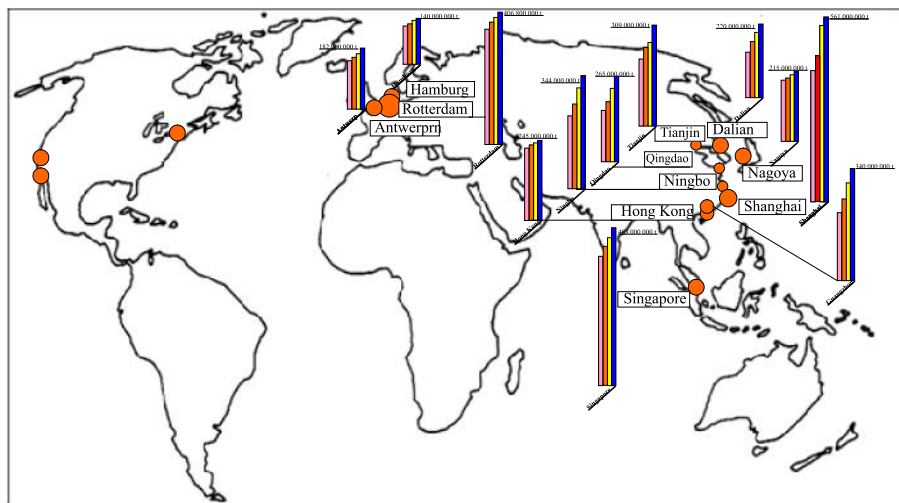 406.800.000 t
140.000.000 t
182.000.000 t
309.000.000 t
220.000.000 t
561.000.000 t
344.000.000 t
265.000.000 t
215.000.000 t
Hamburg
Rotterdam
Antwerprn
Antwerp
Rotterdam
Tianjin
Dalian
Tianjin
Dalian
Qingdao
Nagoya
Ningbo
245.000.000 t
Shanghai
Shanghai
Hong Kong
Hong Kong
340.000.000 t
Singapore
Singapore